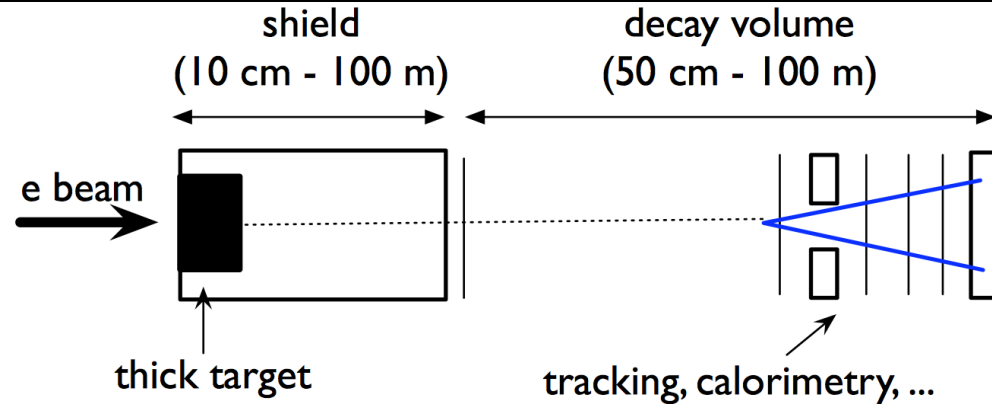 shield
(10 cm - 100 m)
decay volume
(50 cm - 100 m)
e beam
thick target
tracking, calorimetry, ...